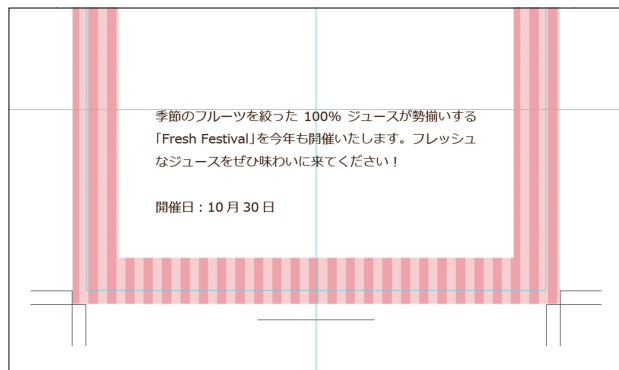 季節のフルーツを絞った 100% ジュースが勢揃いする
「Fresh Festival」を今年も開催いたします。フレッシュ
なジュースをぜひ味わいに来てください！
開催日：10 月 30 日